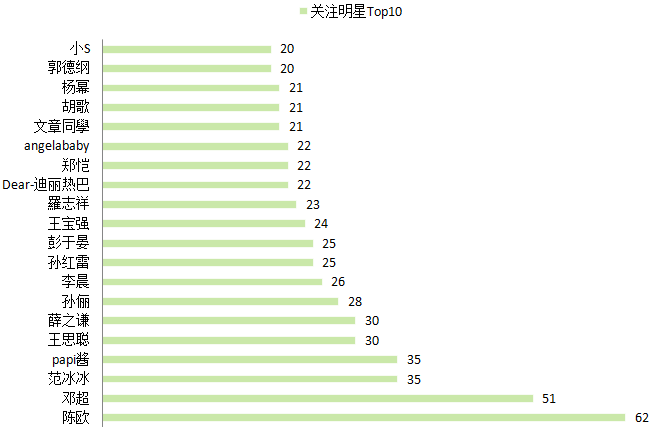 关注明星Top10
小S 20
郭德纲 20
杨幂 21
胡歌 21
文章同學 21
angelababy 22
郑恺 22
Dear-迪丽热巴 22
羅志祥 23
王宝强 24
彭于晏 25
孙红雷 25
李晨 26
孙俪 28
薛之谦 30
王思聪 30
papi酱 35
范冰冰 35
邓超 51
陈欧 62